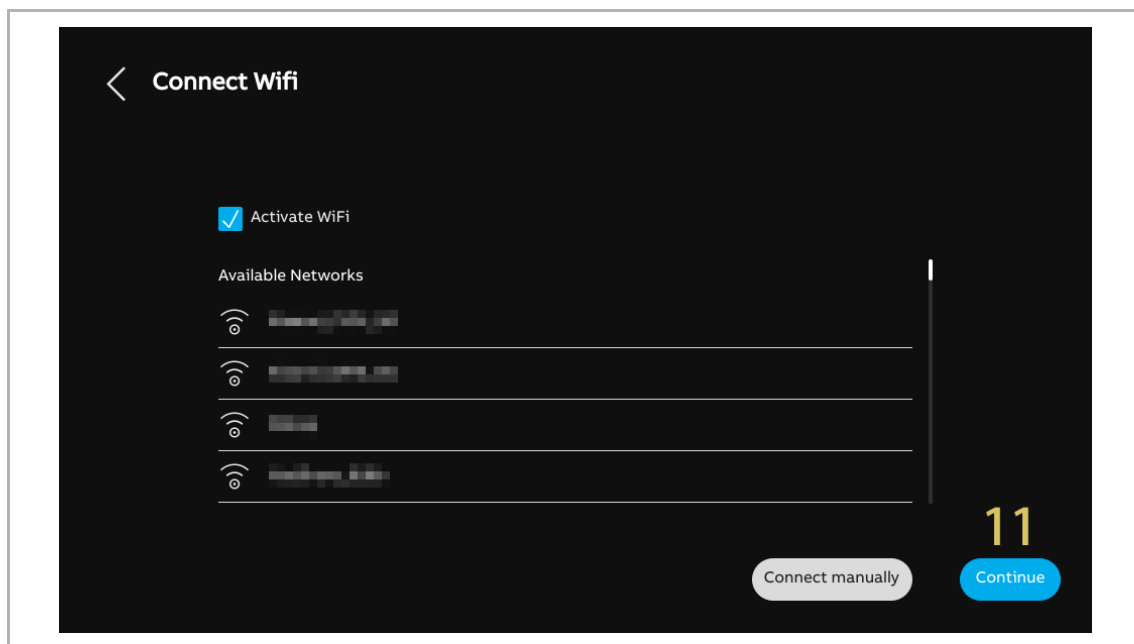 Connect Wifi
Activate WiFi
Available Networks
11
Connect manually
Continue